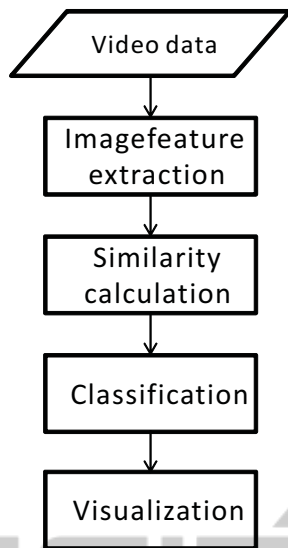 Video data
Imagefeature
extraction
Similarity
calculation
Classification
Visualization